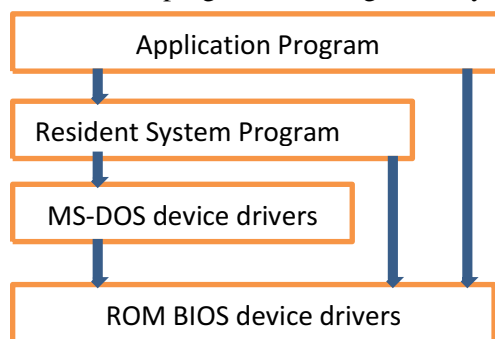 Application Program
Resident System Program
MS-DOS device drivers
ROM BIOS device drivers